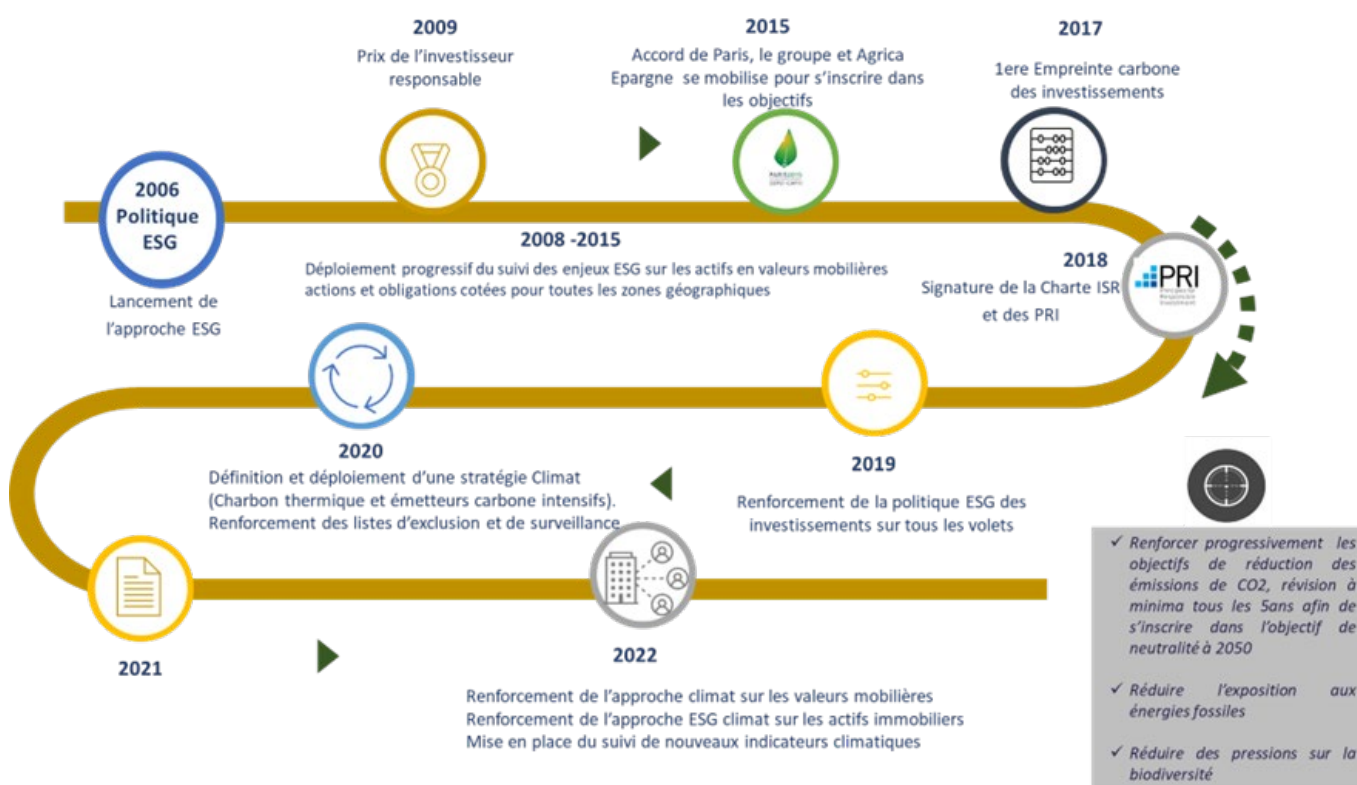 2009
Prix de l'investisseur
responsable
2015
Accord de Paris, le groupe et Agrica
Epargne se mobilise pour s'inscrire dans
les objectifs
2017
1ere Empreinte carbone
des investissements
2006
Politique
ESG
Lancement de
l'approche ESG
PARIS2015
2008 -2015
Déploiement progressif du suivi des enjeux ESG sur les actifs en valeurs mobilières
actions et obligations cotées pour toutes les zones géographiques
2018
Signature de la Charte ISR
et des PRI
PRI
Principles for
Responsible
Investment
2019
Renforcement de la politique ESG des
investissements sur tous les volets
2020
Définition et déploiement d'une stratégie Climat
(Charbon thermique et émetteurs carbone intensifs).
Renforcement des listes d'exclusion et de surveillance
2021
2022
Renforcement de l'approche climat sur les valeurs mobilières
Renforcement de l'approche ESG climat sur les actifs immobiliers
Mise en place du suivi de nouveaux indicateurs climatiques
✓ Renforcer progressivement les
objectifs de réduction des
émissions de CO2, révision à
minima tous les 5ans afin de
s'inscrire dans l'objectif de
neutralité à 2050
✓ Réduire l'exposition aux
énergies fossiles
✓ Réduire des pressions sur la
biodiversité